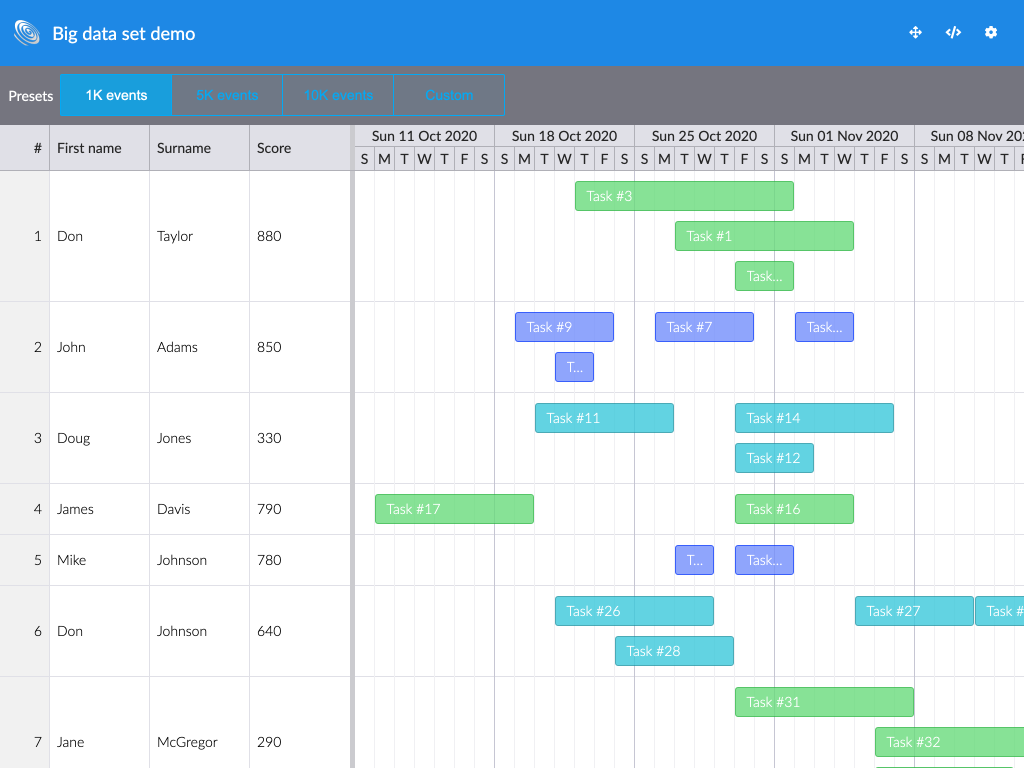 Big data set demo
Presets 1K events 5K events 10K events Custom
# First name Surname Score
Sun 11 Oct 2020 Sun 18 Oct 2020 Sun 25 Oct 2020 Sun 01 Nov 2020 Sun 08 Nov 202
S M T W T F S S M T W T F S S M T W T F S S M T W T F S S M T W T F
Task #3
1 Don Taylor 880 Task #1
Task...
Task #9 Task #7 Task...
2 John Adams 850
T...
Task #11 Task #14
3 Doug Jones 330
Task #12
4 James Davis 790 Task #17 Task #16
5 Mike Johnson 780 T... Task...
Task #26 Task #27 Task #
6 Don Johnson 640
Task #28
Task #31
7 Jane McGregor 290 Task #32